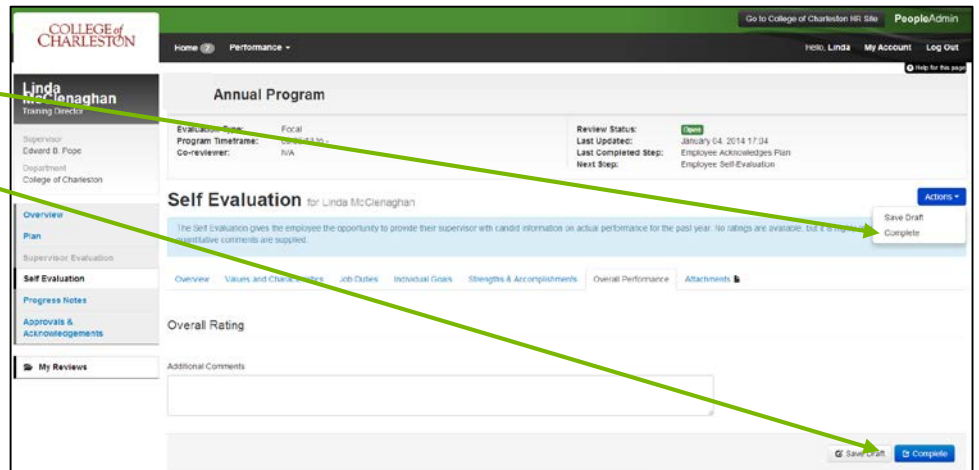 COLLEGE of
CHARLESTON
Go to College of Charleston HR Site PeopleAdmin
Home 2 Performance
Hello, Linda My Account Log Out
Help for this page
Linda
McClenaghan
Training Director
Supervisor
Edward B. Pope
Department
College of Charleston
Overview
Plan
Supervisor Evaluation
Self Evaluation
Progress Notes
Approvals &
Acknowledgements
My Reviews
Annual Program
Evaluation Type: Focal
Program Timeframe:
Co-reviewer: N/A
Review Status: Open
Last Updated: January 04, 2014 17:04
Last Completed Step: Employee Acknowledges Plan
Next Step: Employee Self-Evaluation
Self Evaluation for Linda McClenaghan
Actions
Save Draft
Complete
The Self Evaluation gives the employee the opportunity to provide their supervisor with candid information on actual performance for the past year. No ratings are available, but it is highly
quantitative comments are supplied.
Overview Values and Characteristics Job Duties Individual Goals Strengths & Accomplishments Overall Performance Attachments
Overall Rating
Additional Comments
Save Draft Complete